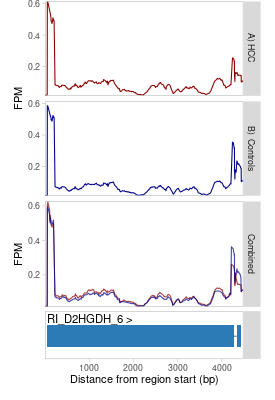 0.6
0.4
0.2
FPM
A) HCC
0.6
0.4
0.2
FPM
B) Controls
0.6
0.4
0.2
FPM
Combined
RI_D2HGDH_6 >
1000 2000 3000 4000
Distance from region start (bp)